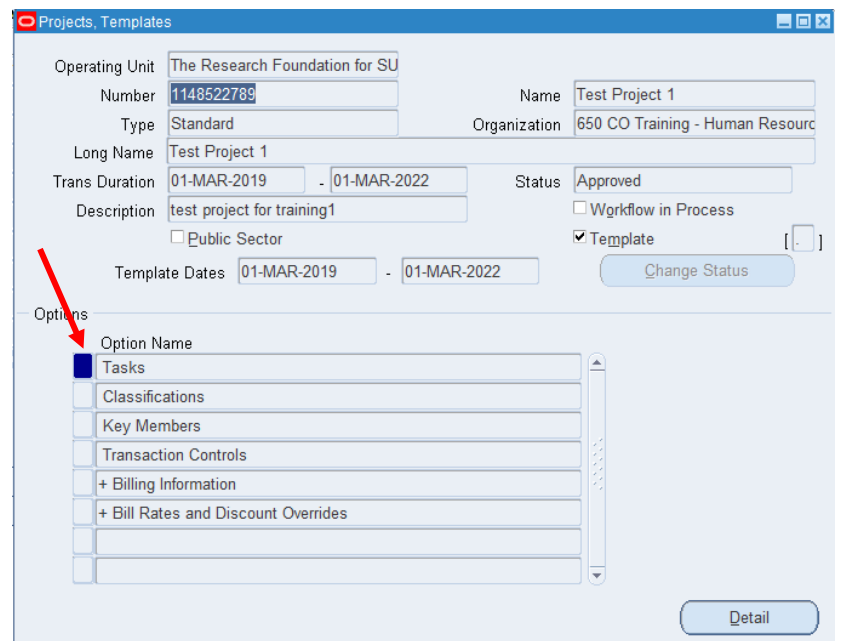 Projects, Templates
Operating Unit The Research Foundation for SU
Number 1148522789 Name Test Project 1
Type Standard Organization 650 CO Training - Human Resourc
Long Name Test Project 1
Trans Duration 01-MAR-2019 - 01-MAR-2022 Status Approved
Description test project for training1 Workflow in Process
Public Sector Template [ . ]
Template Dates 01-MAR-2019 - 01-MAR-2022 Change Status
Options
Option Name
Tasks
Classifications
Key Members
Transaction Controls
+ Billing Information
+ Bill Rates and Discount Overrides
Detail